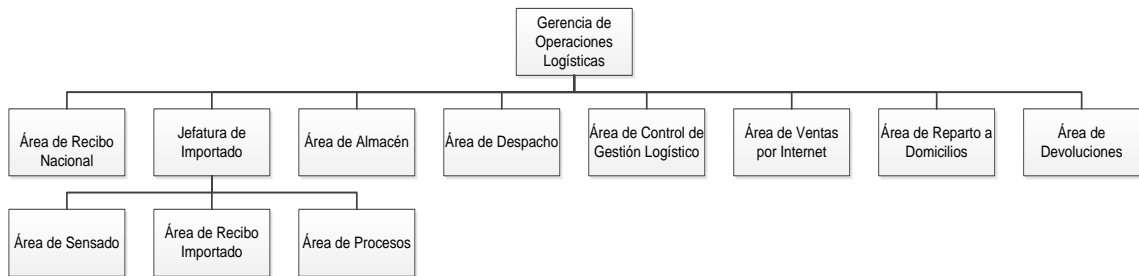 Gerencia de
Operaciones
Logísticas
Área de Recibo
Nacional
Jefatura de
Importado
Área de Almacén
Área de Despacho
Área de Control de
Gestión Logístico
Área de Ventas
por Internet
Área de Reparto a
Domicilios
Área de
Devoluciones
Área de Sensado
Área de Recibo
Importado
Área de Procesos